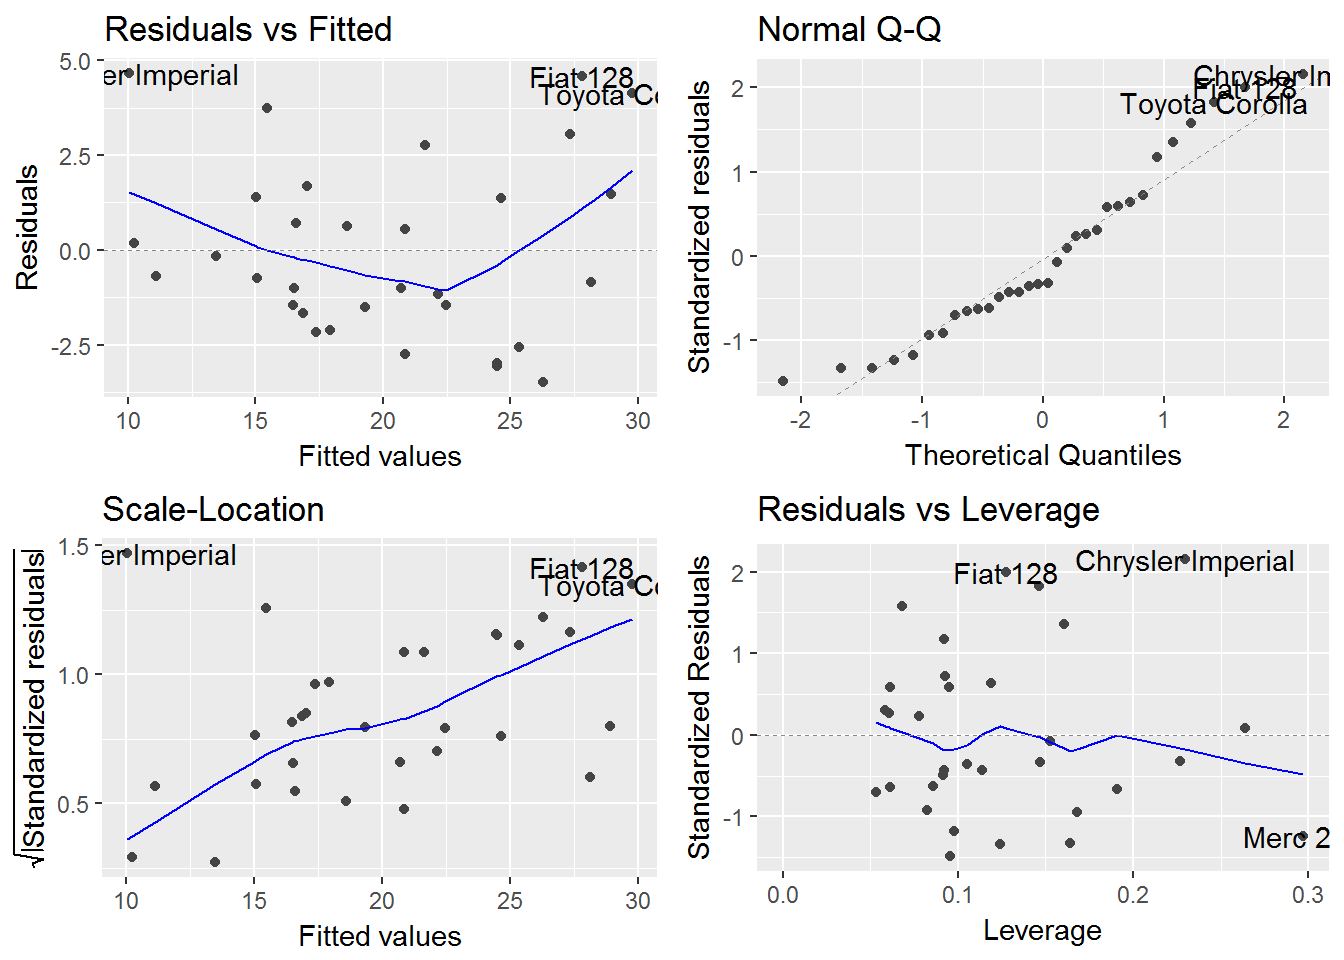 Residuals vs Fitted
5.0
2.5
0.0
-2.5
Residuals
er Imperial
Fiat 128
Toyota Co
10 15 20 25 30
Fitted values
Normal Q-Q
2
1
0
-1
Standardized residuals
Chrysler Im
Fiat 128
Toyota Corolla
-2 -1 0 1 2
Theoretical Quantiles
Scale-Location
1.5
1.0
0.5
√|Standardized residuals|
er Imperial
Fiat 128
Toyota Co
10 15 20 25 30
Fitted values
Residuals vs Leverage
2
1
0
-1
Standardized Residuals
Chrysler Imperial
Fiat 128
Merc 2
0.0 0.1 0.2 0.3
Leverage